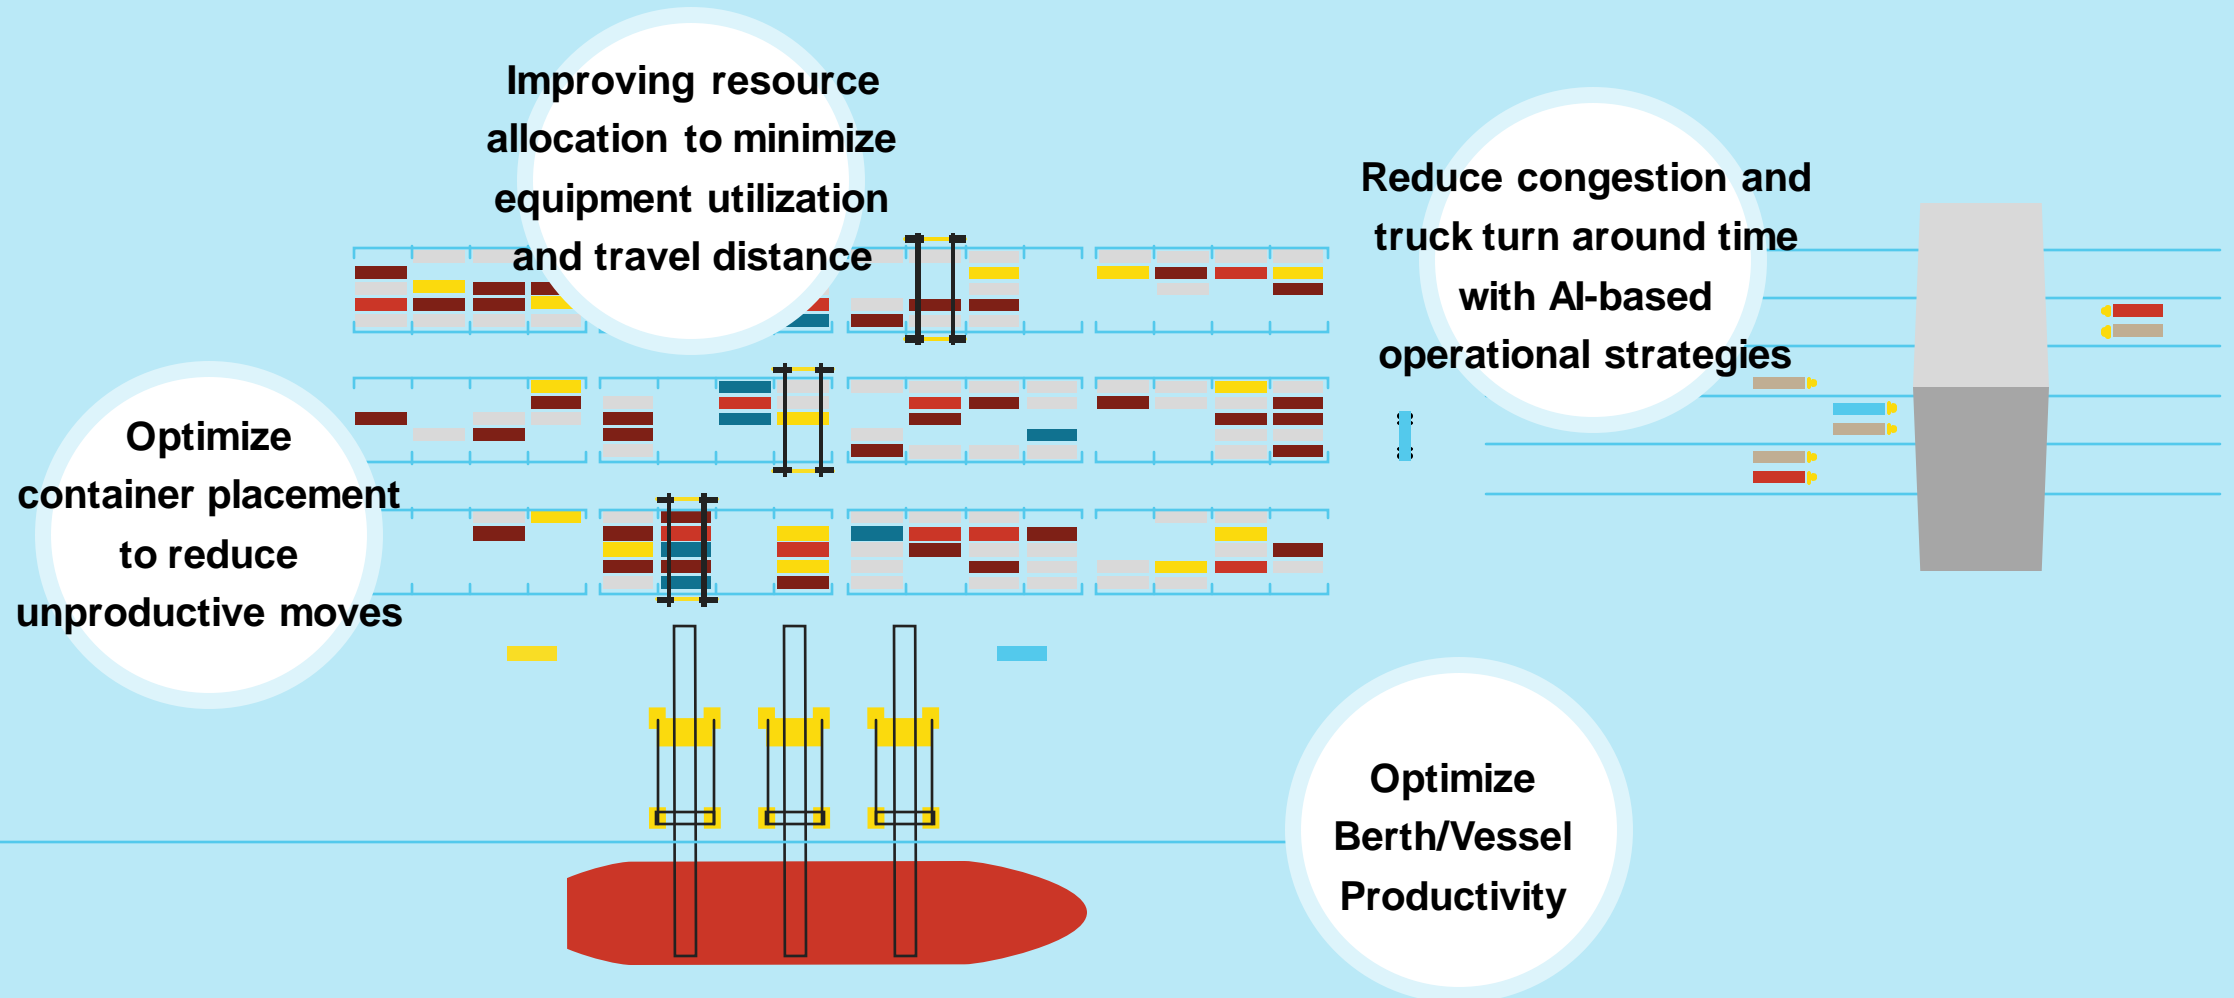 Improving resource
allocation to minimize
equipment utilization
and travel distance
Reduce congestion and
truck turn around time
with AI-based
operational strategies
Optimize
container placement
to reduce
unproductive moves
Optimize
Berth/Vessel
Productivity